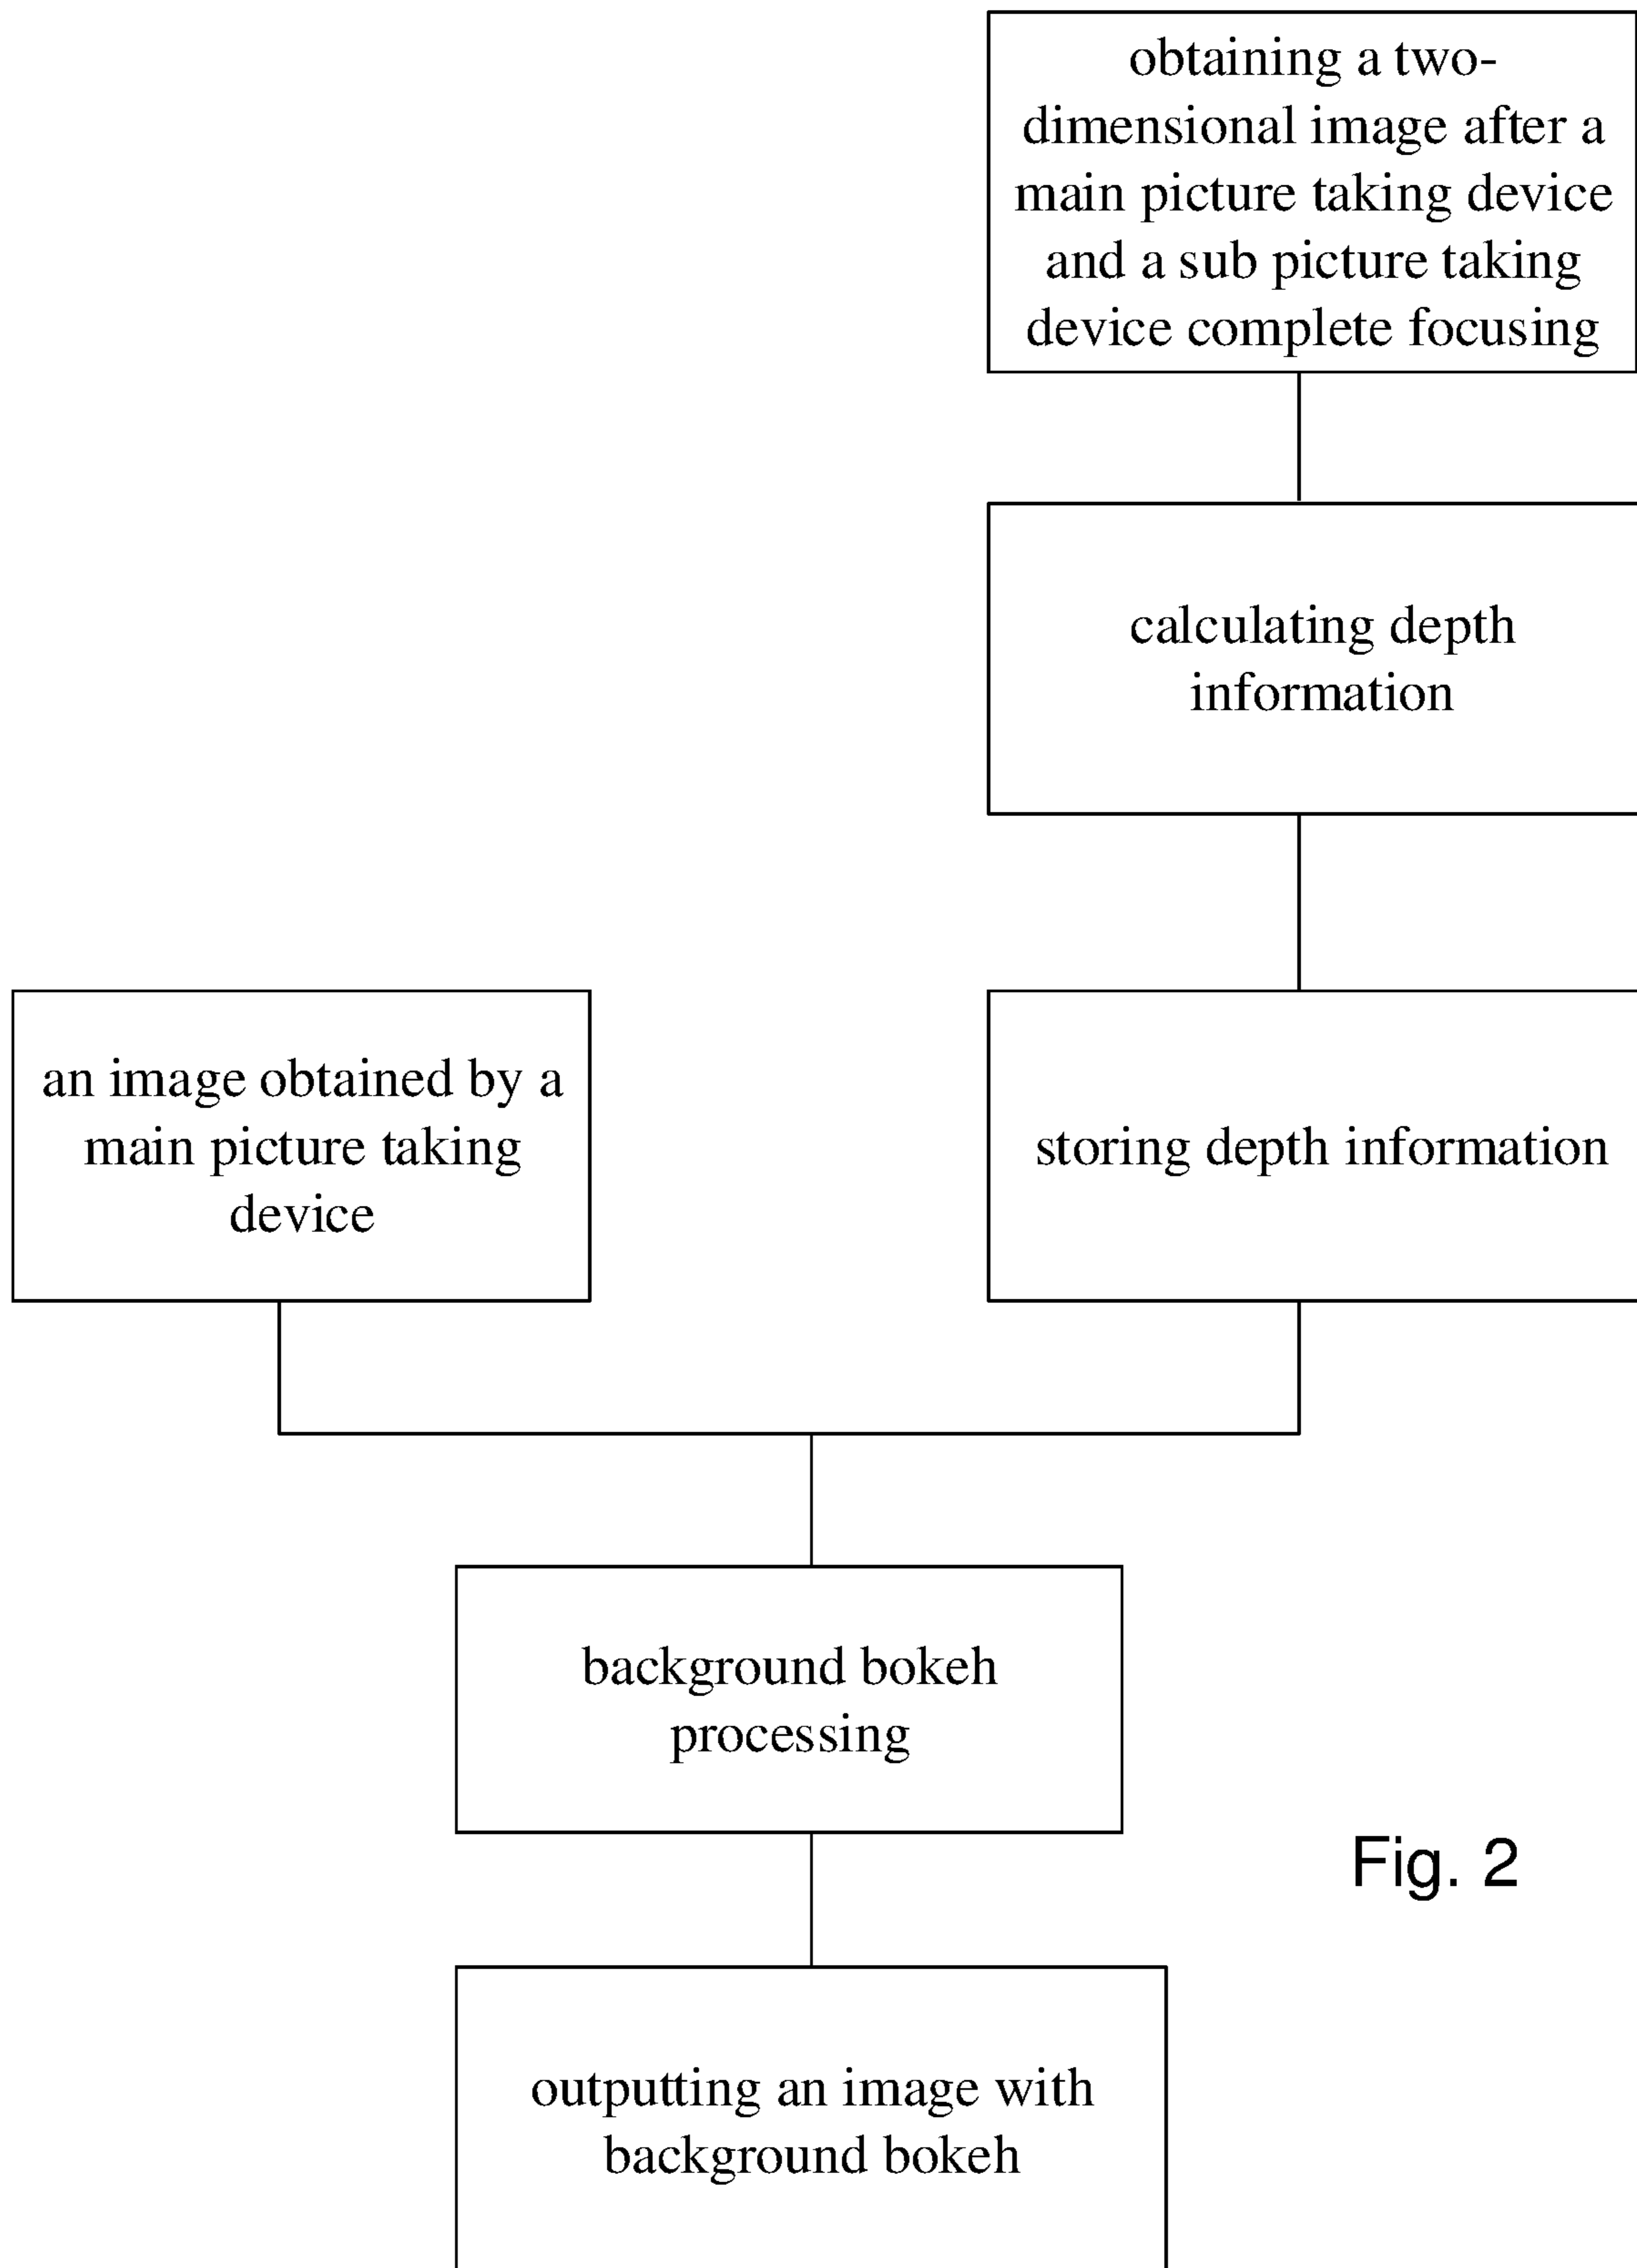 obtaining a two-
dimensional image after a
main picture taking device
and a sub picture taking
device complete focusing
calculating depth
information
an image obtained by a
main picture taking
device
storing depth information
background bokeh
processing
Fig. 2
outputting an image with
background bokeh